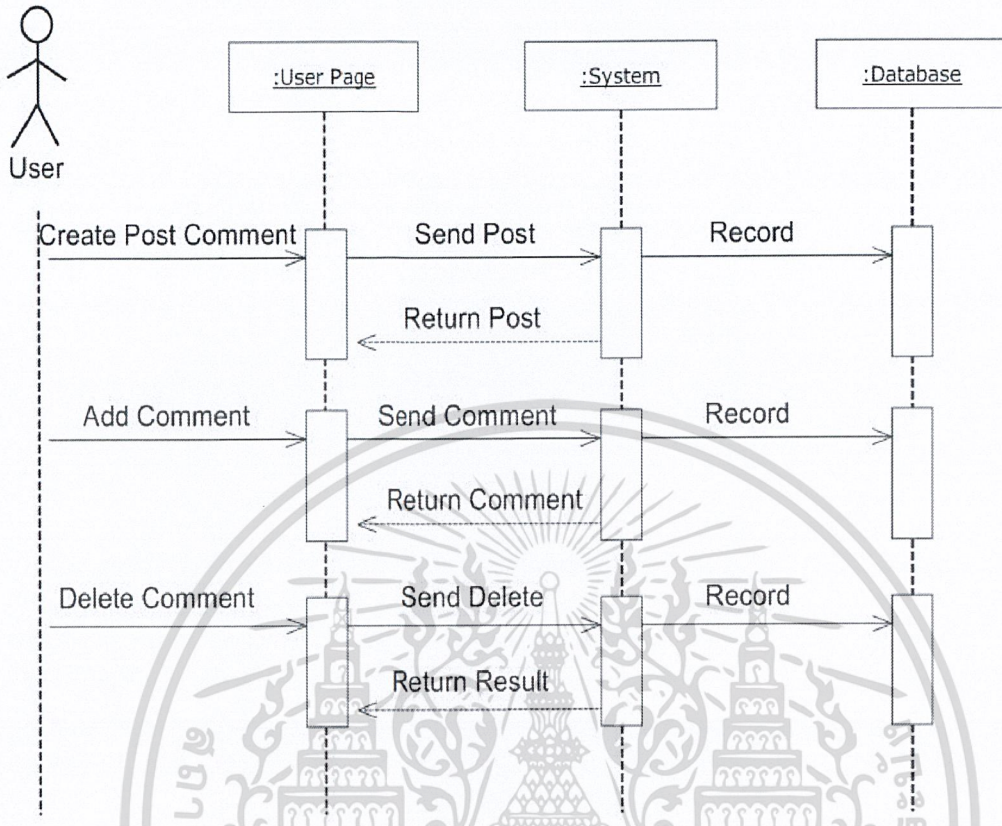 :User Page
:System
:Database
User
Create Post Comment
Send Post
Record
Return Post
Add Comment
Send Comment
Record
Return Comment
Delete Comment
Send Delete
Record
Return Result